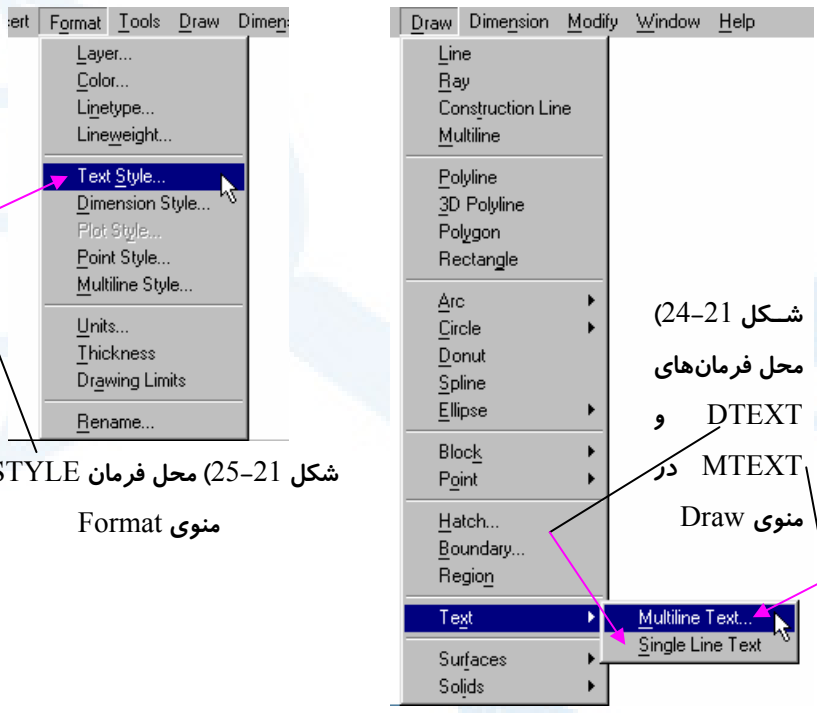 ert Format Tools Draw Dimen
Layer...
Color...
Linetype...
Lineweight...
Text Style...
Dimension Style...
Plot Style...
Point Style...
Multiline Style...
Units...
Thickness
Drawing Limits
Rename...
شکل 21-25) محل فرمان STYLE
منوی Format
Draw Dimension Modify Window Help
Line
Ray
Construction Line
Multiline
Polyline
3D Polyline
Polygon
Rectangle
Arc
Circle
Donut
Spline
Ellipse
Block
Point
Hatch...
Boundary...
Region
Text
Surfaces
Solids
Multiline Text...
Single Line Text
شــکل 21-24)
محل فرمان‌های
DTEXT و
MTEXT در
منوی Draw